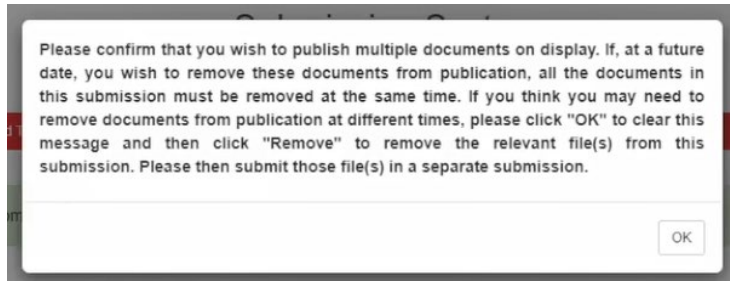 Please confirm that you wish to publish multiple documents on display. If, at a future
date, you wish to remove these documents from publication, all the documents in
this submission must be removed at the same time. If you think you may need to
remove documents from publication at different times, please click "OK" to clear this
message and then click "Remove" to remove the relevant file(s) from this
submission. Please then submit those file(s) in a separate submission.
OK